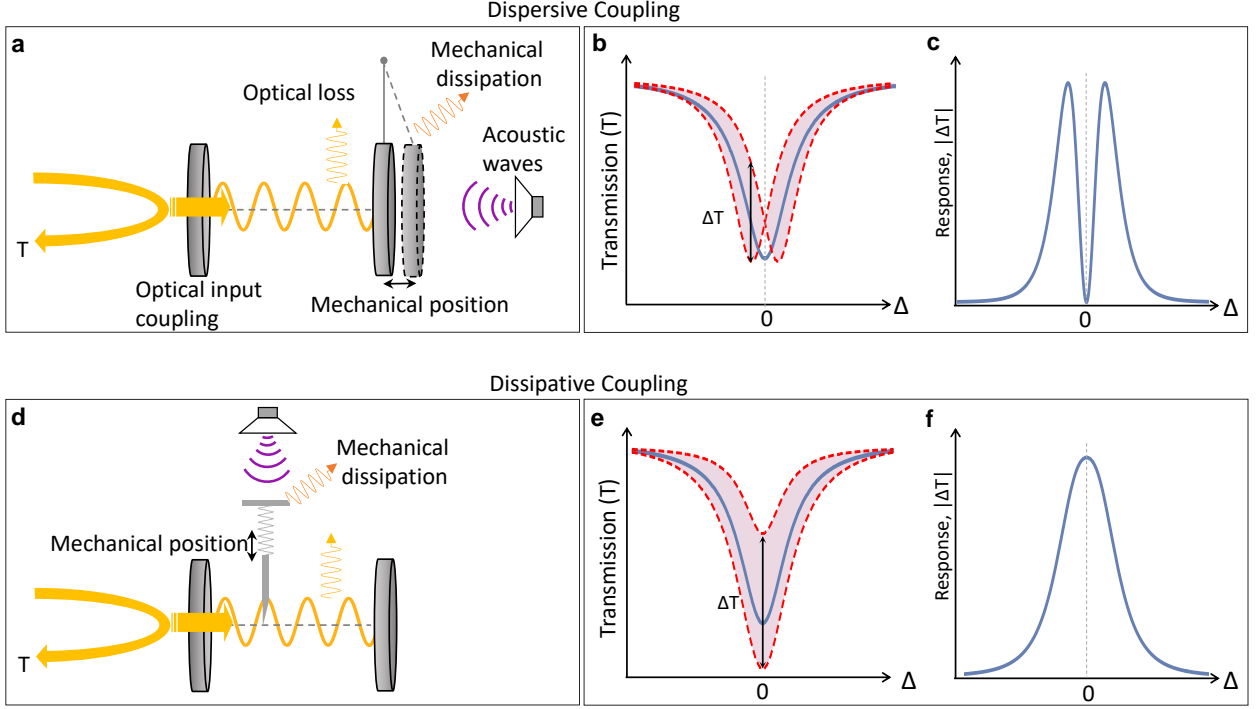 Dispersive Coupling
a
Mechanical
dissipation
Optical loss
Acoustic
waves
T
Optical input
coupling
Mechanical position
b
Transmission (T)
ΔT
0
Δ
c
Response, |ΔT|
0
Δ
Dissipative Coupling
d
Mechanical
dissipation
Mechanical position
T
e
Transmission (T)
ΔT
0
Δ
f
Response, |ΔT|
0
Δ